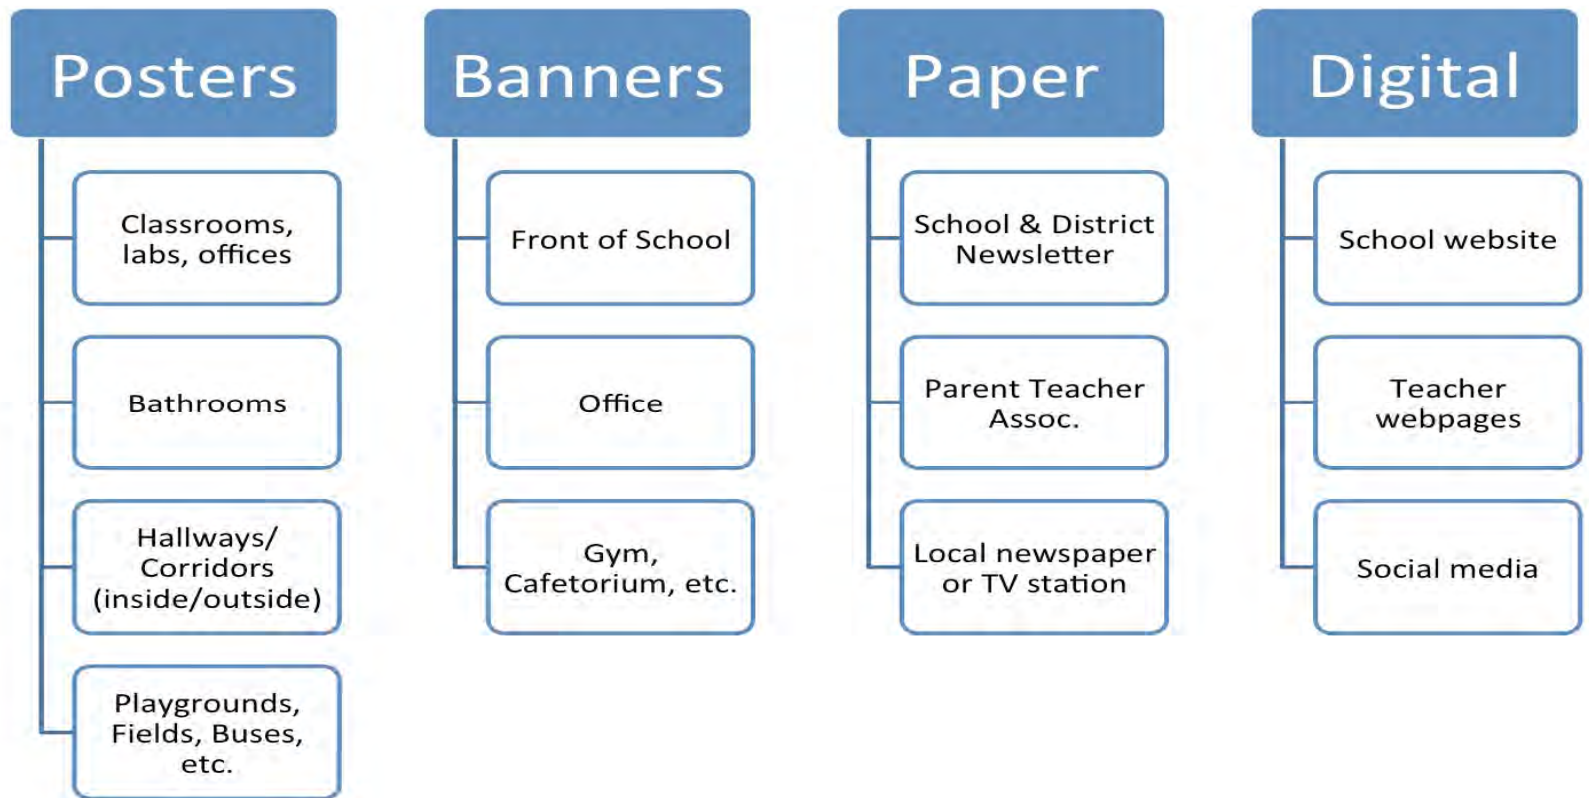 Posters
Classrooms,
labs, offices
Bathrooms
Hallways/
Corridors
(inside/outside)
Playgrounds,
Fields, Buses,
etc.
Banners
Front of School
Office
Gym,
Cafetorium, etc.
Paper
School & District
Newsletter
Parent Teacher
Assoc.
Local newspaper
or TV station
Digital
School website
Teacher
webpages
Social media